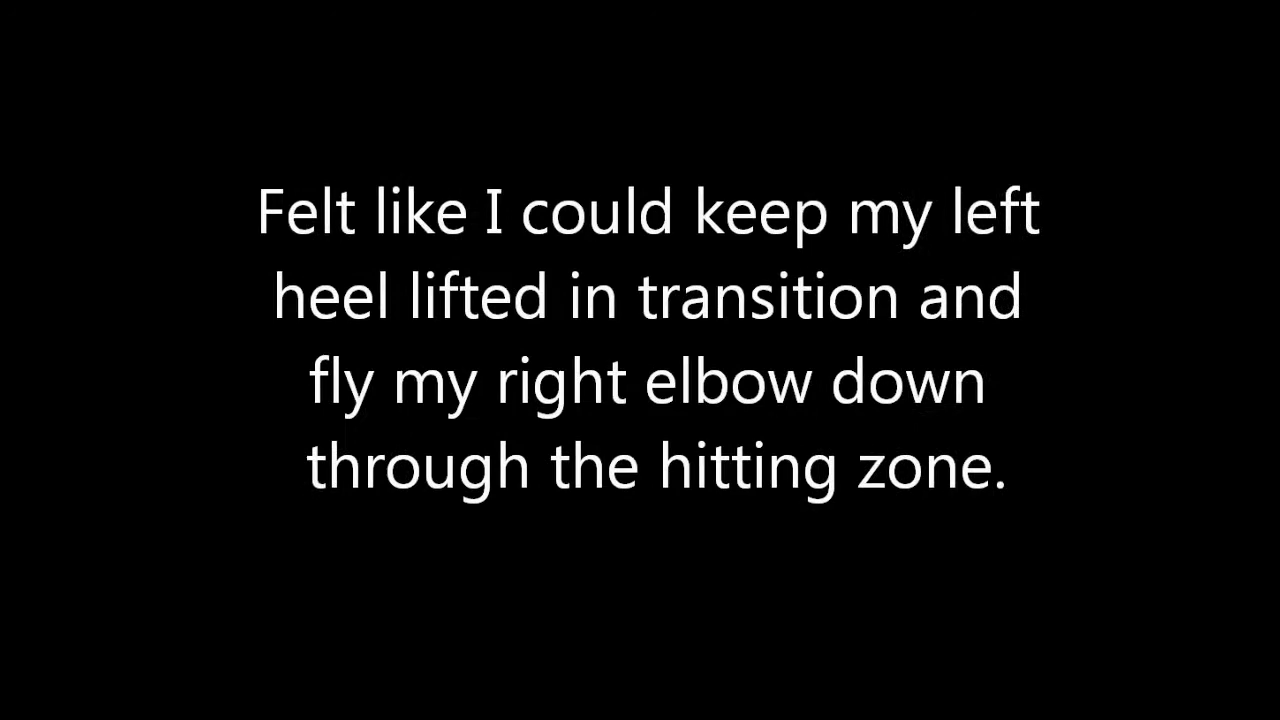 Felt like I could keep my left
heel lifted in transition and
fly my right elbow down
through the hitting zone.